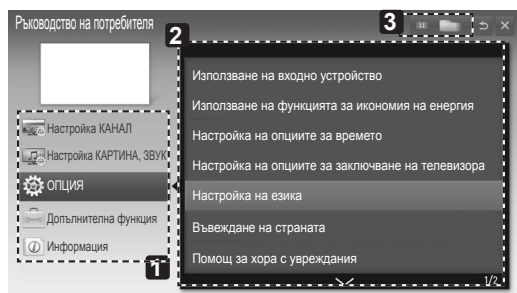 Ръководство на потребителя
3
2
Настройка КАНАЛ
Настройка КАРТИНА, ЗВУК
ОПЦИЯ
Допълнителна функция
Информация
1
Използване на входно устройство
Използване на функцията за икономия на енергия
Настройка на опциите за времето
Настройка на опциите за заключване на телевизора
Настройка на езика
Въвеждане на страната
Помощ за хора с увреждания
1/2